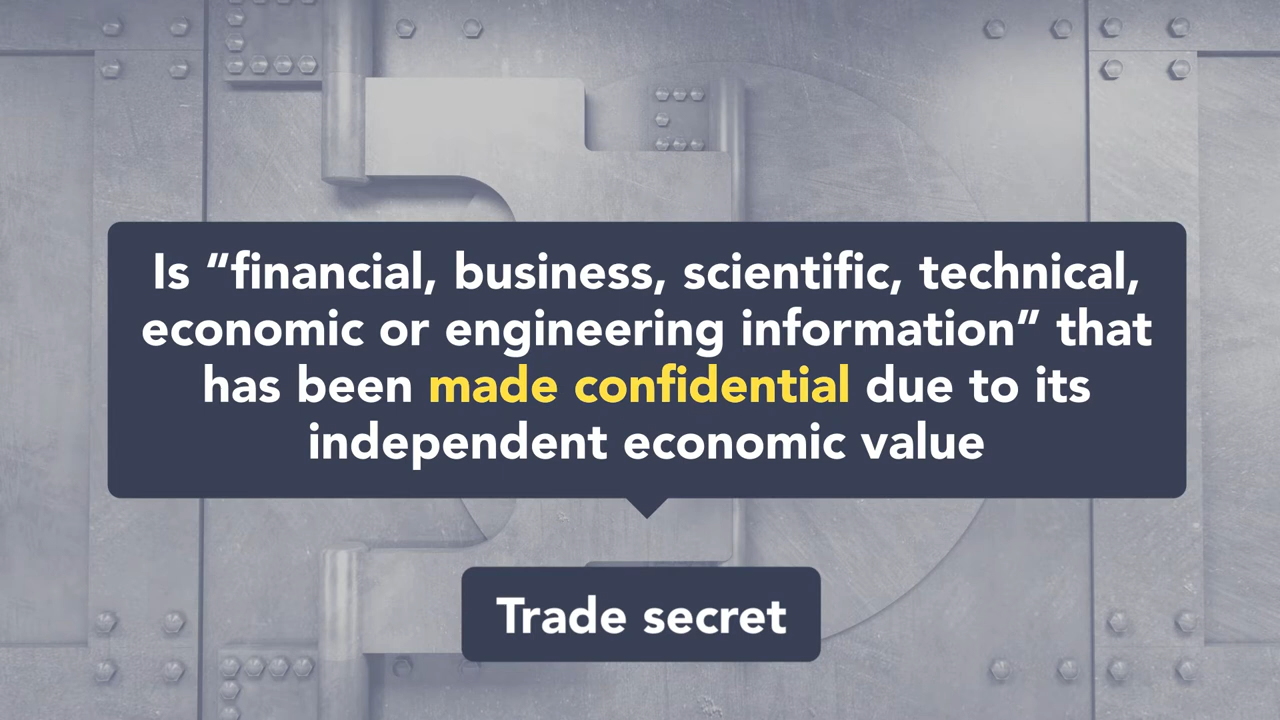 Is “financial, business, scientific, technical,
economic or engineering information” that
has been made confidential due to its
independent economic value
Trade secret